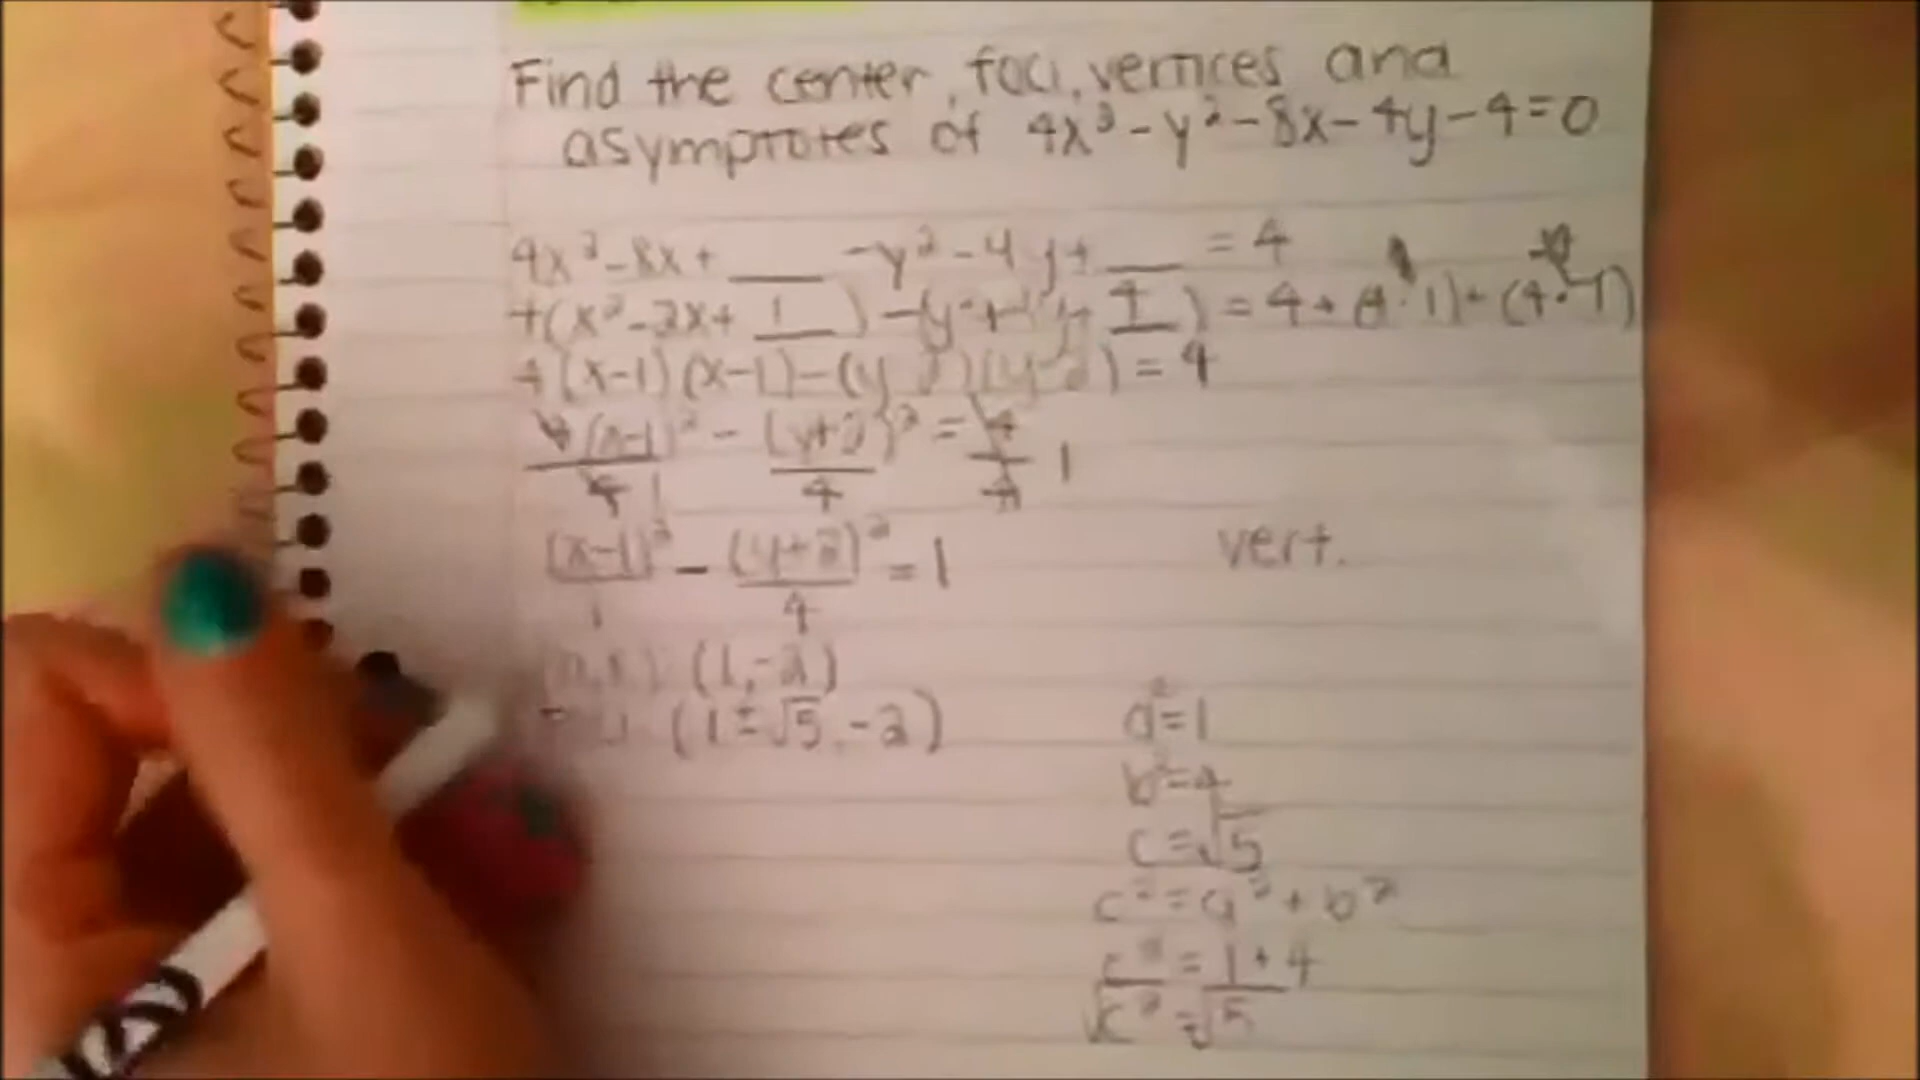 Find the center, foci, vertices and
asymptotes of 4x² - y² - 8x - 4y - 4 = 0
4x² - 8x + ___ - y² - 4y + ___ = 4
4(x² - 2x + 1) - (y² + 4y + 4) = 4 + (4·1) + (4·-1)
4(x-1)(x-1) - (y 2)(y 2) = 4
4(x-1)²/4 1 - (y+2)²/4 = 4/4 1
(x-1)²/1 - (y+2)²/4 = 1
vert.
(1, -2)
(1 ± √5, -2)
a² = 1
b² = 4
c = √5
c² = a² + b²
c² = 1 + 4
√c² = √5